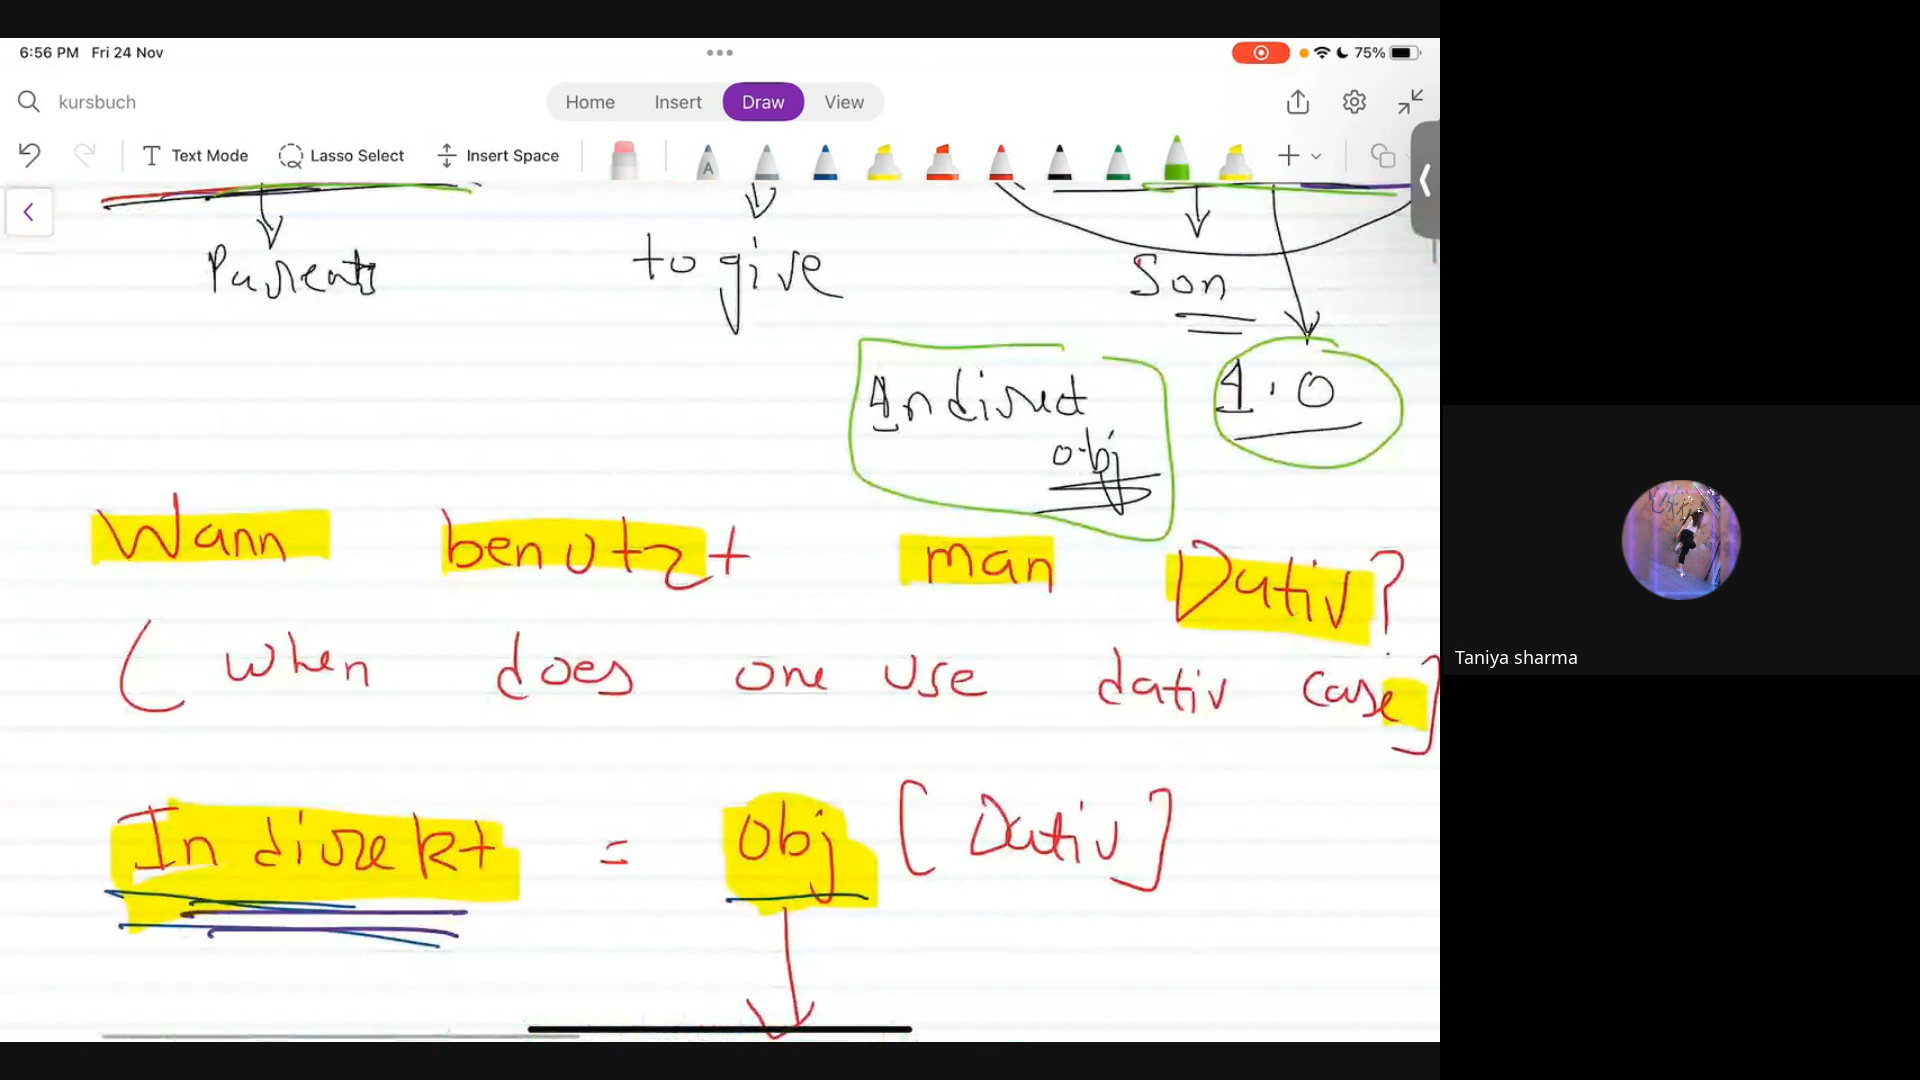 6:56 PM Fri 24 Nov
75%
kursbuch
Home Insert Draw View
Text Mode Lasso Select Insert Space
A
Parents to give Son
Indirect I.O
obj
Wann benutzt man Dativ?
( when does one use dativ case]
Indirekt = obj [Dativ]
Taniya sharma